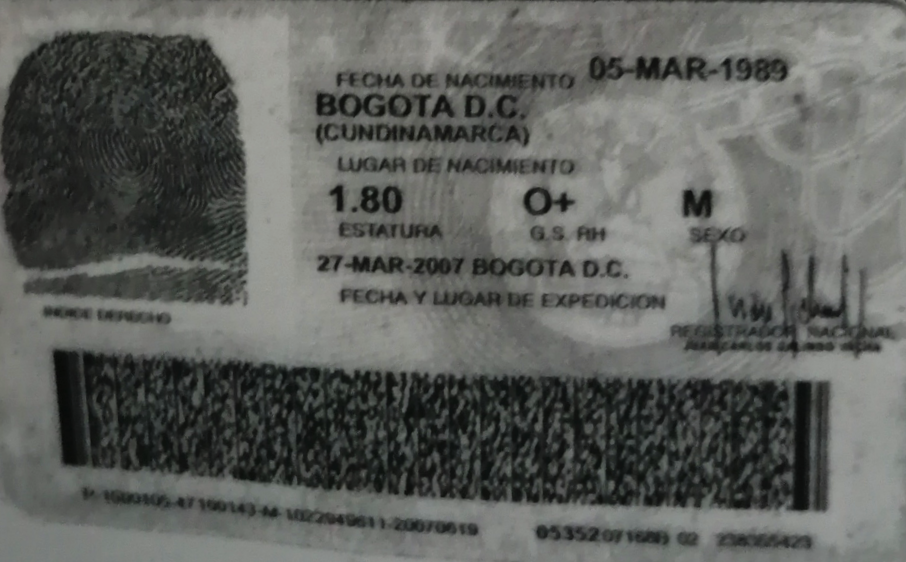 FECHA DE NACIMIENTO 05-MAR-1989
BOGOTA D.C.
(CUNDINAMARCA)
LUGAR DE NACIMIENTO
1.80 O+ M
ESTATURA G.S. RH SEXO
27-MAR-2007 BOGOTA D.C.
FECHA Y LUGAR DE EXPEDICION
INDICE DERECHO
REGISTRADOR NACIONAL